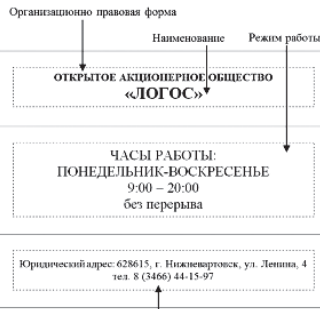 Организационно правовая форма
Наименование
Режим работы
ОТКРЫТОЕ АКЦИОНЕРНОЕ ОБЩЕСТВО
«ЛОГОС»
ЧАСЫ РАБОТЫ:
ПОНЕДЕЛЬНИК-ВОСКРЕСЕНЬЕ
9:00 – 20:00
без перерыва
Юридический адрес: 628615, г. Нижневартовск, ул. Ленина, 4
тел. 8 (3466) 44-15-97